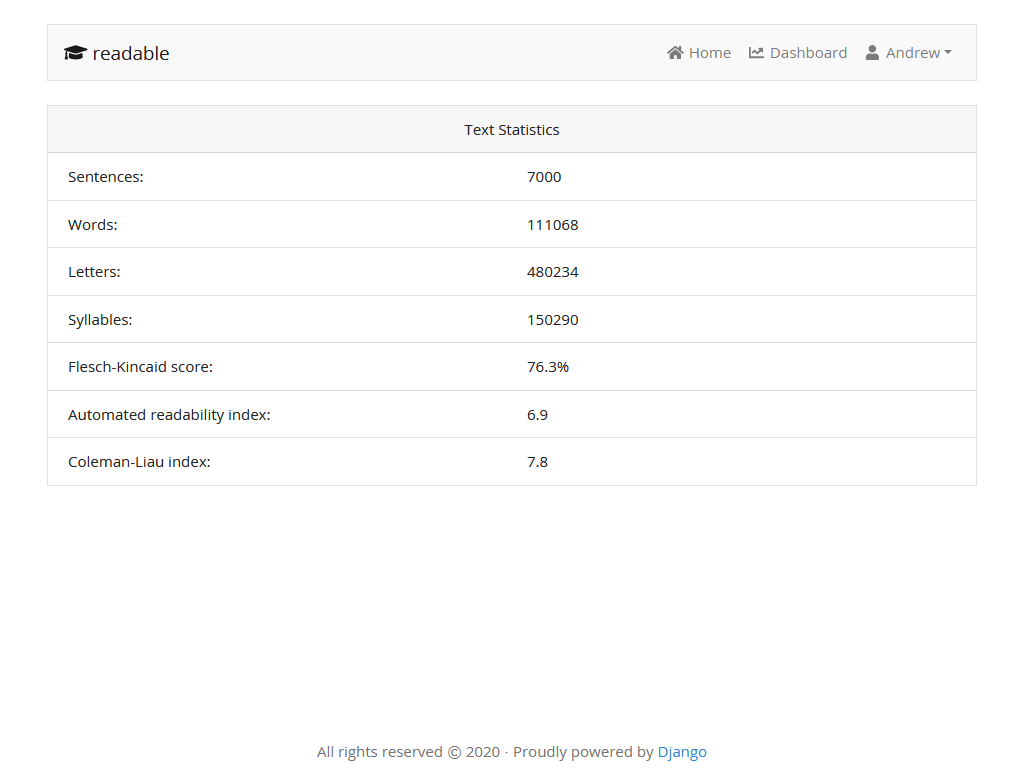 readable Home Dashboard Andrew
Text Statistics
Sentences: 7000
Words: 111068
Letters: 480234
Syllables: 150290
Flesch-Kincaid score: 76.3%
Automated readability index: 6.9
Coleman-Liau index: 7.8
All rights reserved © 2020 · Proudly powered by Django